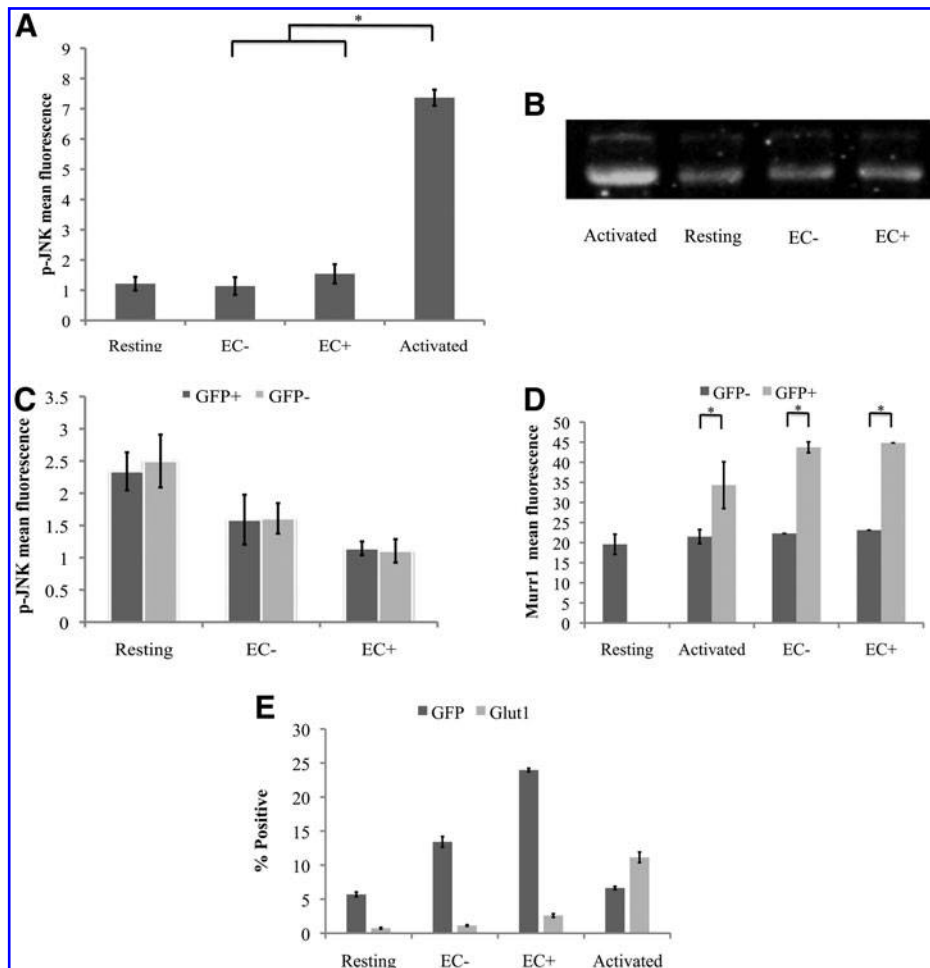 A
*
9
8
7
6
5
4
3
2
1
0
p-JNK mean fluorescence
Resting EC- EC+ Activated
B
Activated Resting EC- EC+
C
GFP+ GFP-
3.5
3
2.5
2
1.5
1
0.5
0
p-JNK mean fluorescence
Resting EC- EC+
D
GFP- GFP+
* * *
50
45
40
35
30
25
20
15
10
5
0
Murr1 mean fluorescence
Resting Activated EC- EC+
E
GFP Glut1
30
25
20
15
10
5
0
% Positive
Resting EC- EC+ Activated